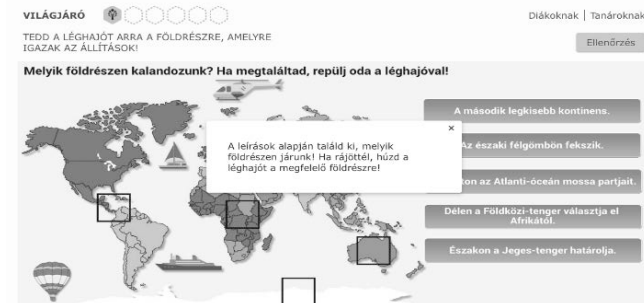 VILÁGJÁRÓ
Diákoknak | Tanároknak
TEDD A LÉGHAJÓT ARRA A FÖLDRÉSZRE, AMELYRE
IGAZAK AZ ÁLLÍTÁSOK!
Ellenőrzés
Melyik földrészen kalandozunk? Ha megtaláltad, repülj oda a léghajóval!
A leírások alapján találd ki, melyik
földrészen járunk! Ha rájöttél, húzd a
léghajót a megfelelő földrészre!
×
A második legkisebb kontinens.
Az északi félgömbön fekszik.
az Atlanti-óceán mossa partjait.
Délen a Földközi-tenger választja el
Afrikától.
Északon a Jeges-tenger határolja.